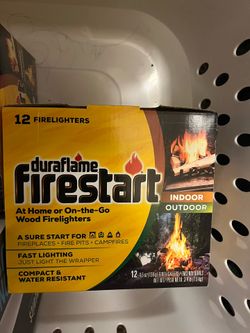 12 FIRELIGHTERS
duraflame
firestart
At Home or On-the-Go
Wood Firelighters
INDOOR
OUTDOOR
A SURE START FOR
FIREPLACES • FIRE PITS • CAMPFIRES
FAST LIGHTING
JUST LIGHT THE WRAPPER
COMPACT &
WATER RESISTANT
12